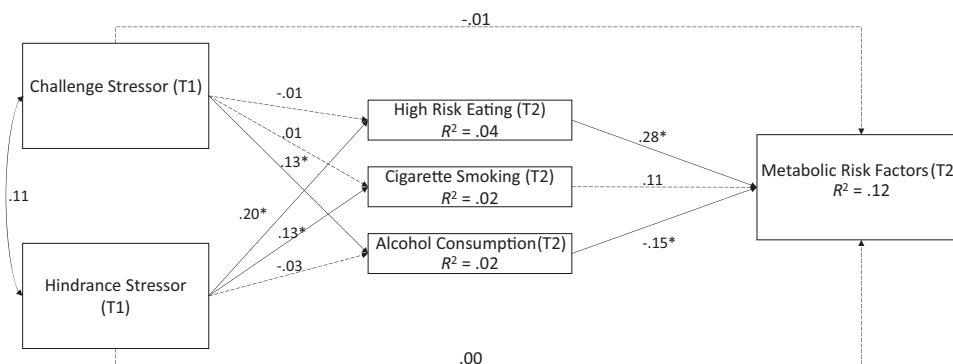 -.01
Challenge Stressor (T1)
-.01
High Risk Eating (T2)
R² = .04
.01
.28*
.13*
Cigarette Smoking (T2)
R² = .02
.11
Metabolic Risk Factors (T2
R² = .12
.11
.20*
.13*
Alcohol Consumption (T2)
R² = .02
-.15*
-.03
Hindrance Stressor
(T1)
.00